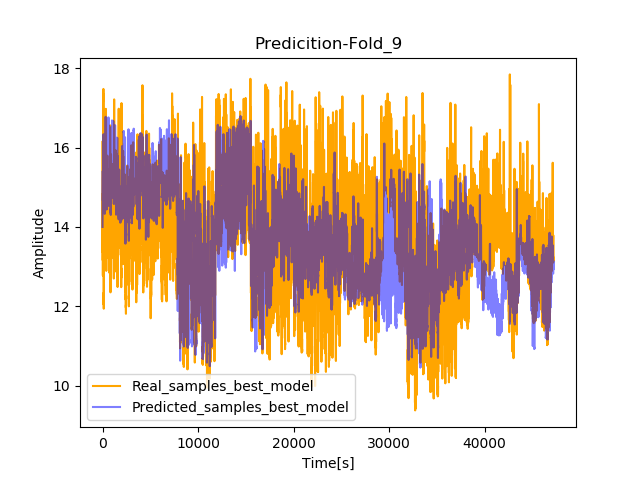 Predicition-Fold_9
18
16
14
12
10
Amplitude
Real_samples_best_model
Predicted_samples_best_model
0
10000
20000
30000
40000
Time[s]